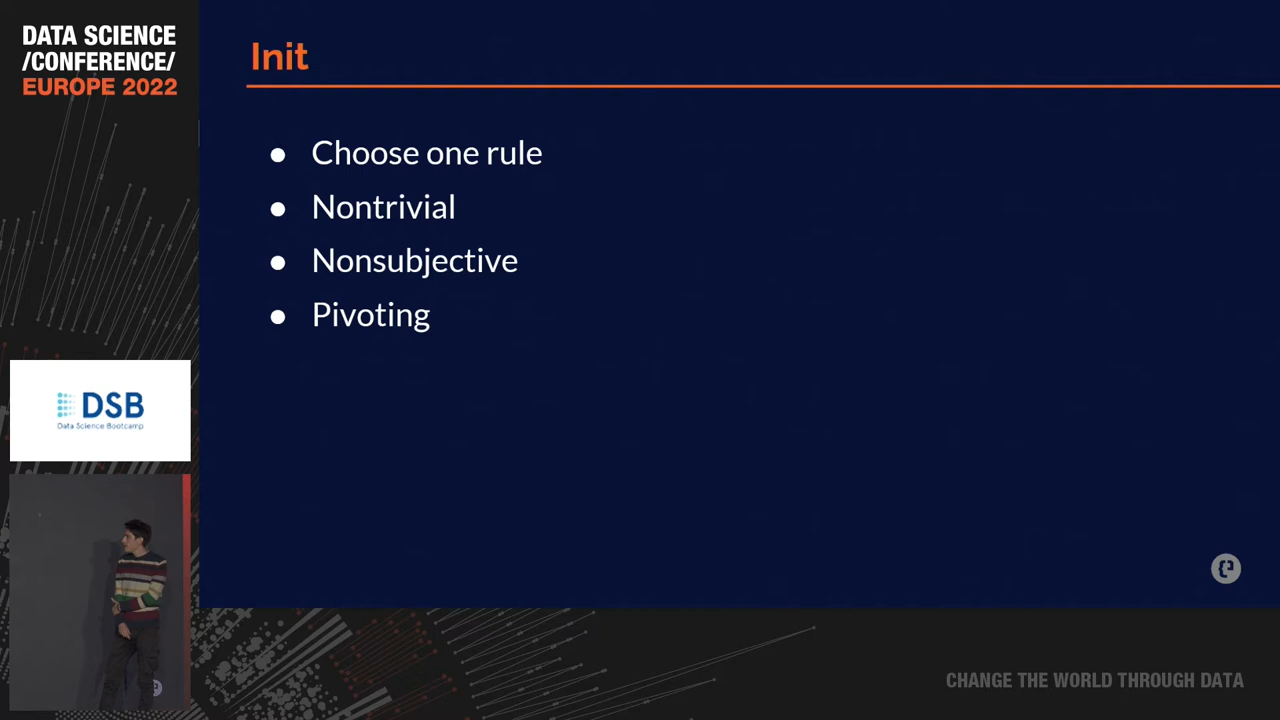 DATA SCIENCE
/CONFERENCE/
EUROPE 2022
Init
● Choose one rule
● Nontrivial
● Nonsubjective
● Pivoting
DSB
Data Science Bootcamp
CHANGE THE WORLD THROUGH DATA